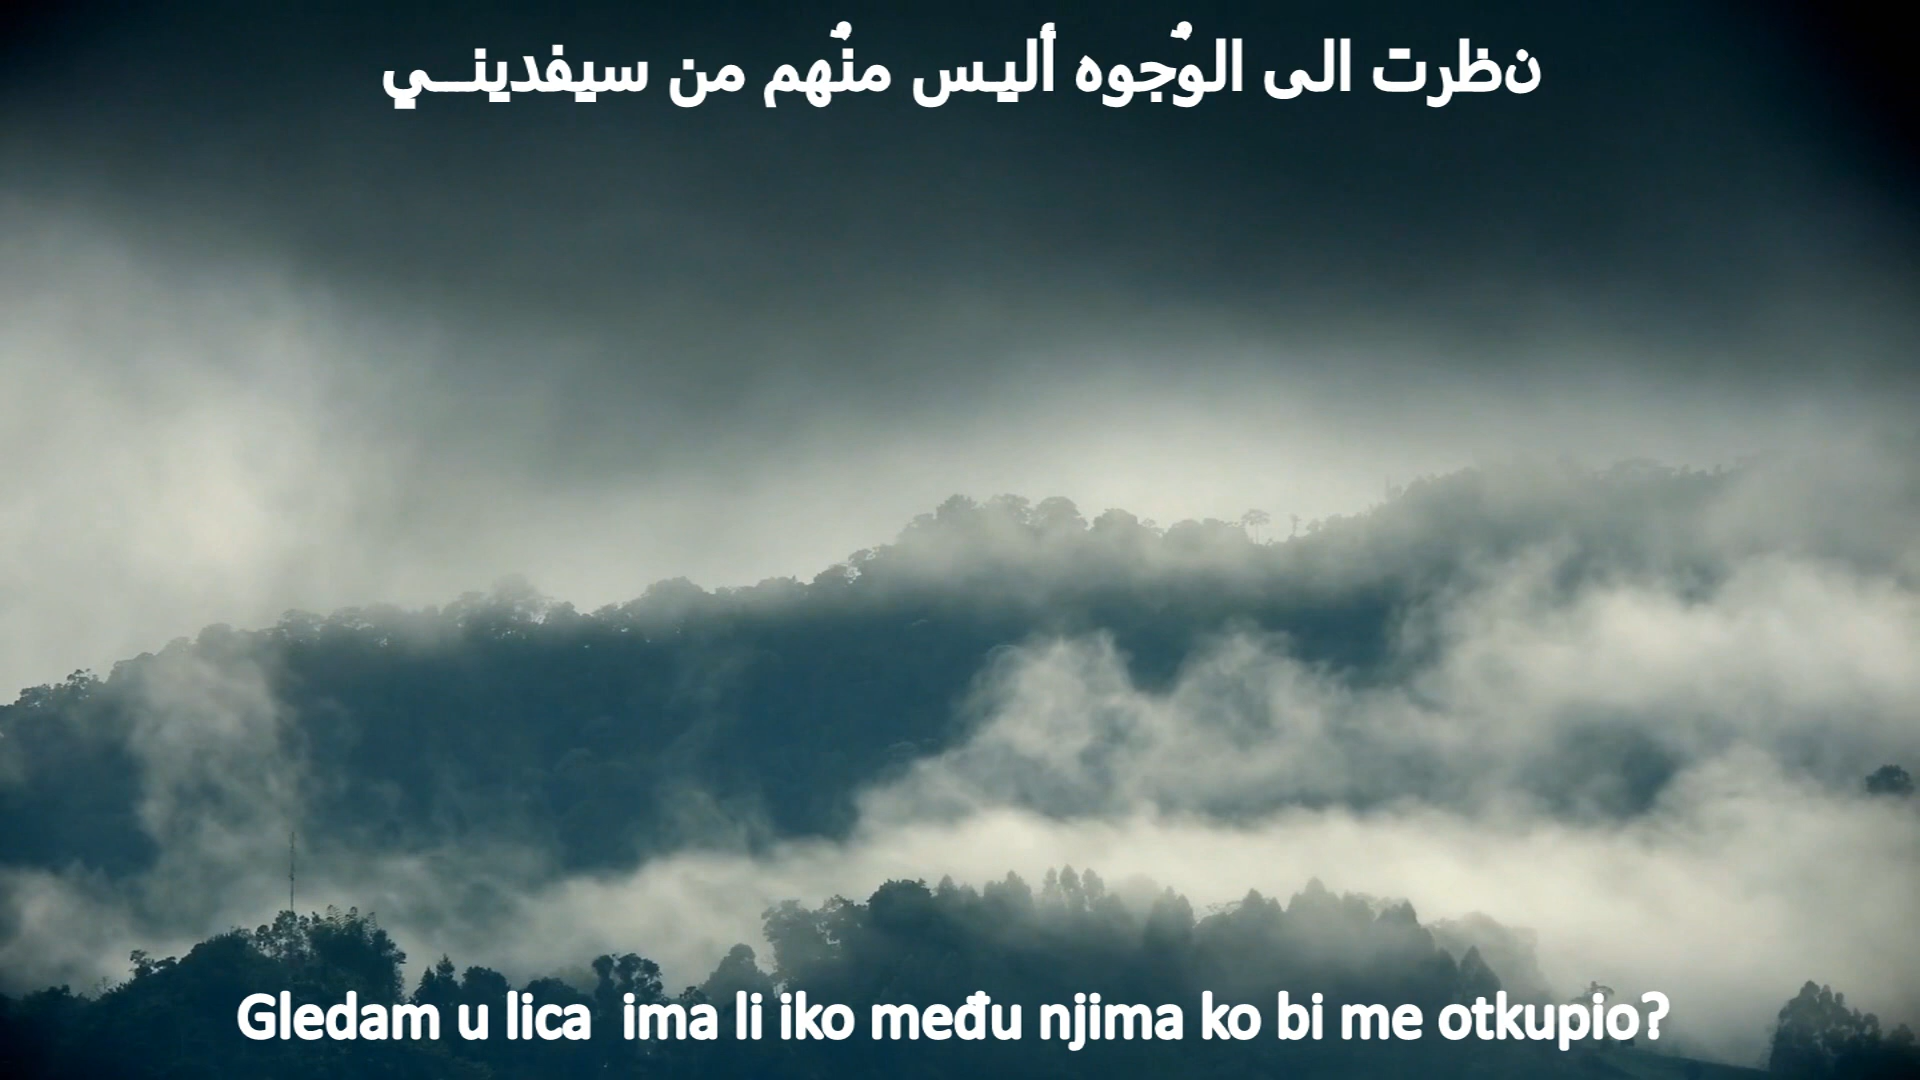 نظرت الى الوُجوه أليس منُهم من سيفدينــي
Gledam u lica  ima li iko među njima ko bi me otkupio?